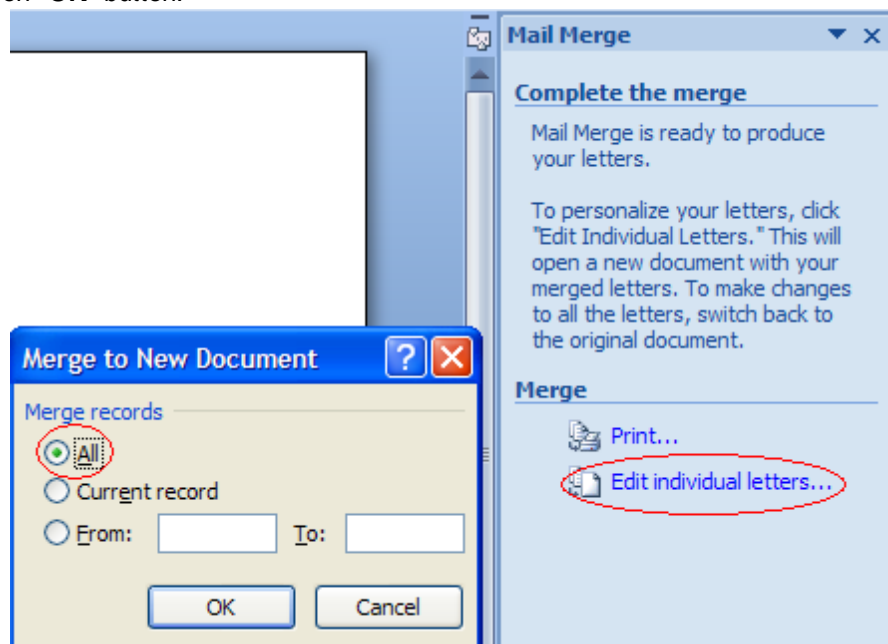 "OK" button.
Mail Merge
Complete the merge
Mail Merge is ready to produce
your letters.
To personalize your letters, click
"Edit Individual Letters." This will
open a new document with your
merged letters. To make changes
to all the letters, switch back to
the original document.
Merge
Print...
Edit individual letters...
Merge to New Document
Merge records
All
Current record
From:
To:
OK
Cancel